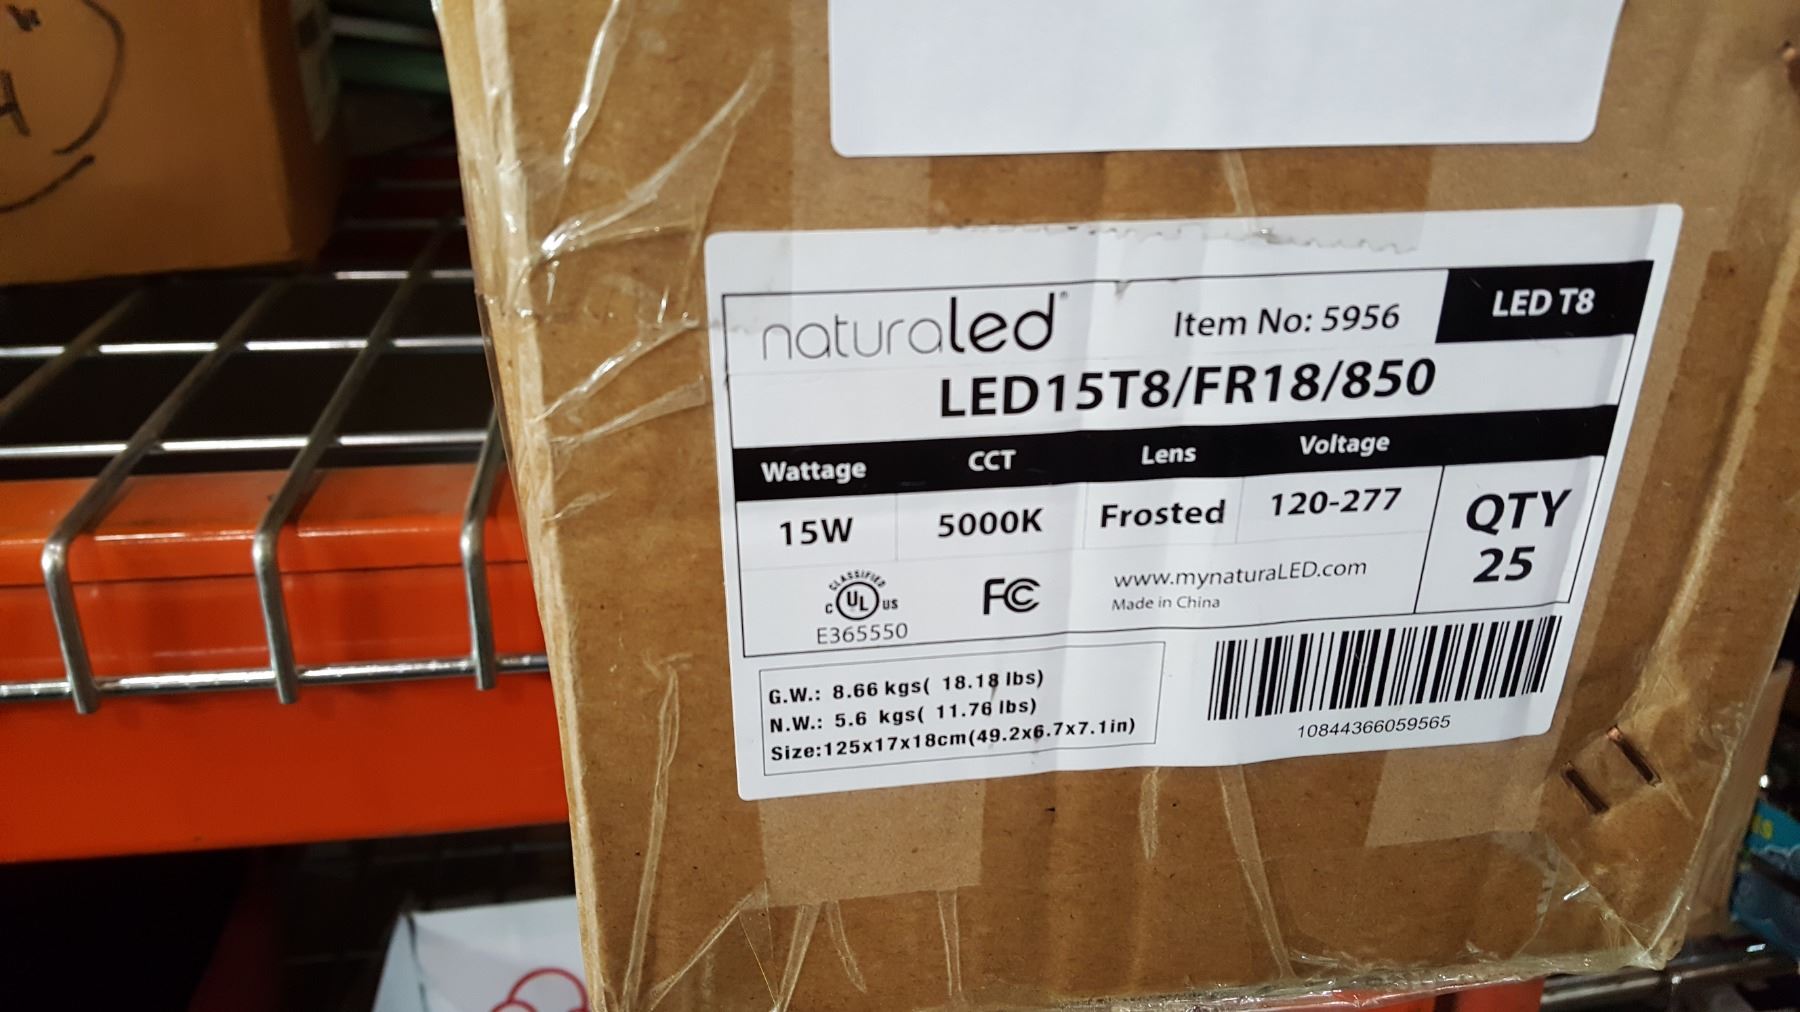 naturaled®
Item No: 5956
LED T8
LED15T8/FR18/850
Wattage CCT Lens Voltage
15W 5000K Frosted 120-277
QTY
25
CLASSIFIED
C UL US
E365550
FC
www.mynaturaLED.com
Made in China
G.W.: 8.66 kgs( 18.18 lbs)
N.W.: 5.6 kgs( 11.76 lbs)
Size:125x17x18cm(49.2x6.7x7.1in)
10844366059565